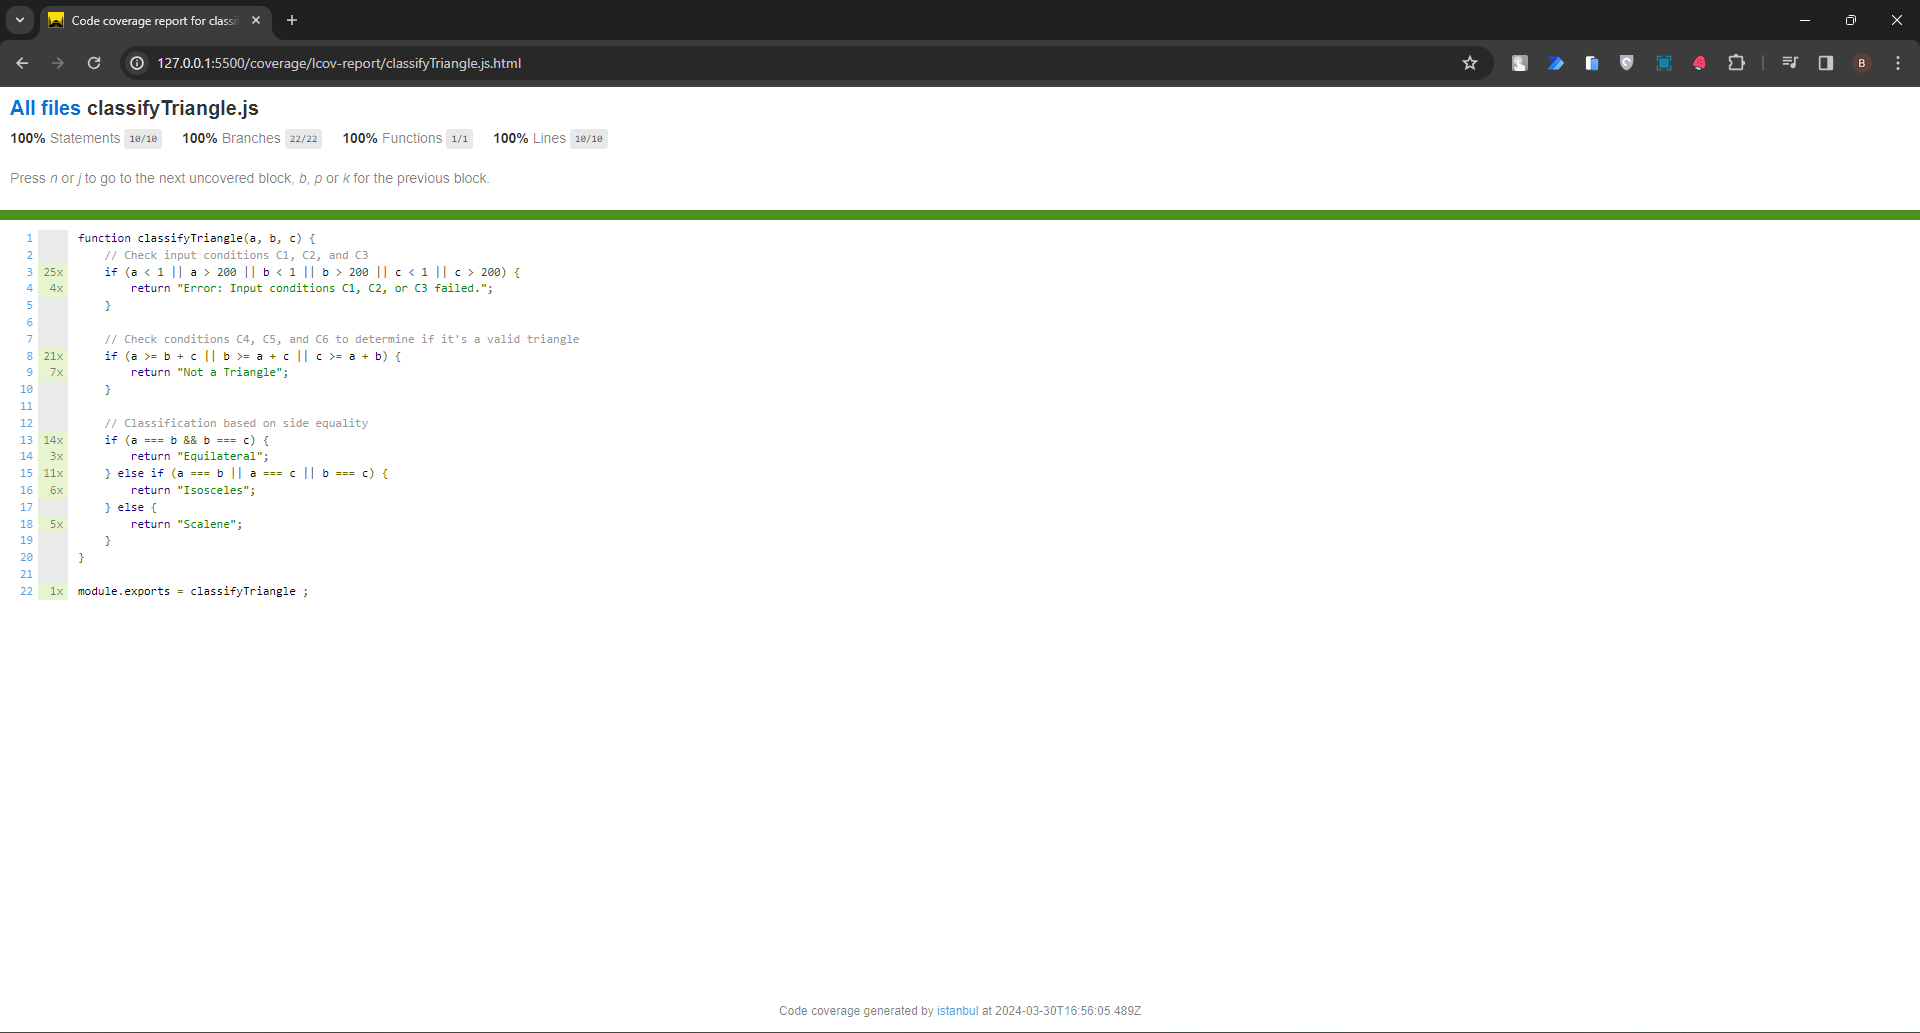 Code coverage report for classi
127.0.0.1:5500/coverage/lcov-report/classifyTriangle.js.html
B
All files classifyTriangle.js
100% Statements 10/10 100% Branches 22/22 100% Functions 1/1 100% Lines 10/10
Press n or j to go to the next uncovered block, b, p or k for the previous block.
1 function classifyTriangle(a, b, c) {
2 // Check input conditions C1, C2, and C3
3 25x if (a < 1 || a > 200 || b < 1 || b > 200 || c < 1 || c > 200) {
4 4x return "Error: Input conditions C1, C2, or C3 failed.";
5 }
6
7 // Check conditions C4, C5, and C6 to determine if it's a valid triangle
8 21x if (a >= b + c || b >= a + c || c >= a + b) {
9 7x return "Not a Triangle";
10 }
11
12 // Classification based on side equality
13 14x if (a === b && b === c) {
14 3x return "Equilateral";
15 11x } else if (a === b || a === c || b === c) {
16 6x return "Isosceles";
17 } else {
18 5x return "Scalene";
19 }
20 }
21
22 1x module.exports = classifyTriangle ;
Code coverage generated by istanbul at 2024-03-30T16:56:05.489Z